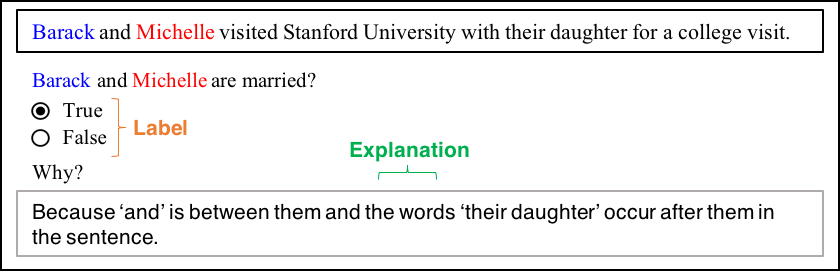 Barack and Michelle visited Stanford University with their daughter for a college visit.
Barack and Michelle are married?
True
False
Label
Explanation
Why?
Because ‘and’ is between them and the words ‘their daughter’ occur after them in
the sentence.